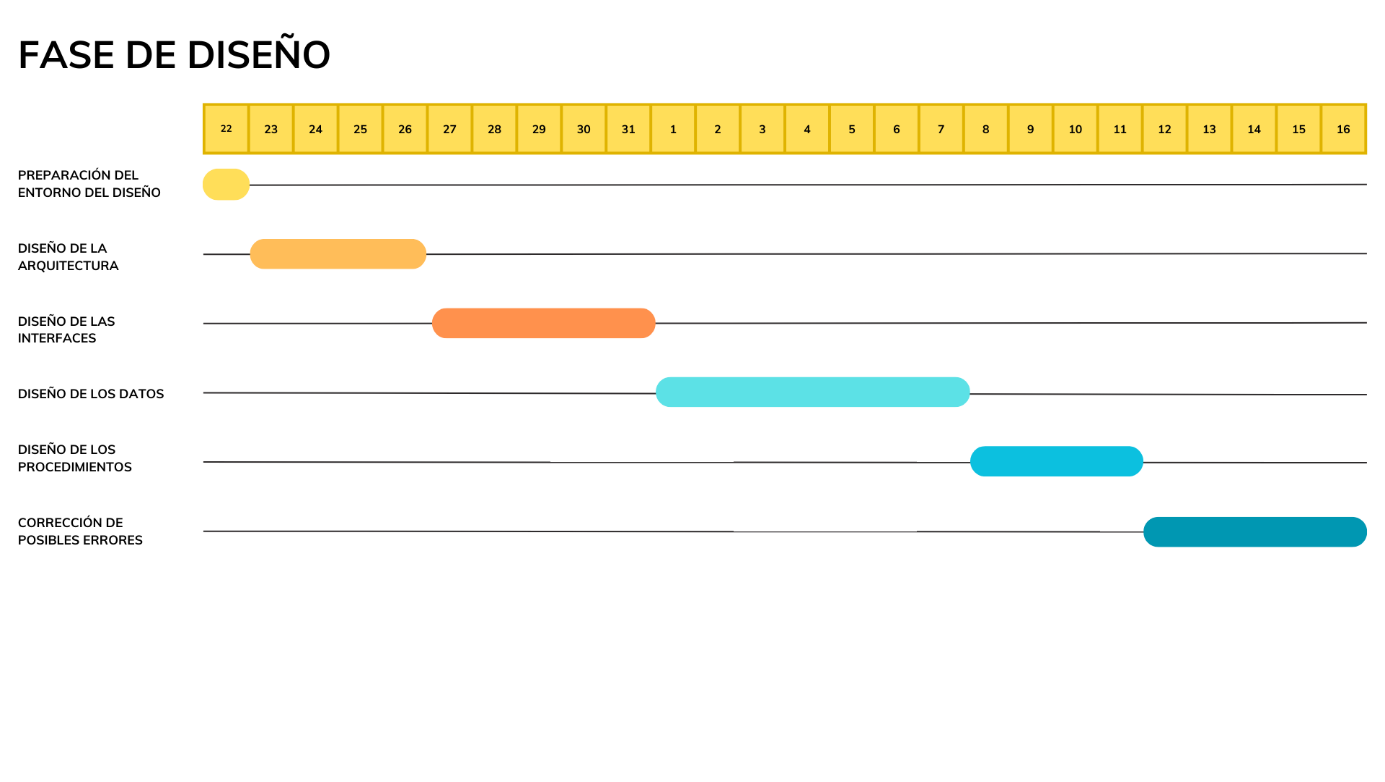 FASE DE DISEÑO
22 23 24 25 26 27 28 29 30 31 1 2 3 4 5 6 7 8 9 10 11 12 13 14 15 16
PREPARACIÓN DEL
ENTORNO DEL DISEÑO
DISEÑO DE LA
ARQUITECTURA
DISEÑO DE LAS
INTERFACES
DISEÑO DE LOS DATOS
DISEÑO DE LOS
PROCEDIMIENTOS
CORRECCIÓN DE
POSIBLES ERRORES